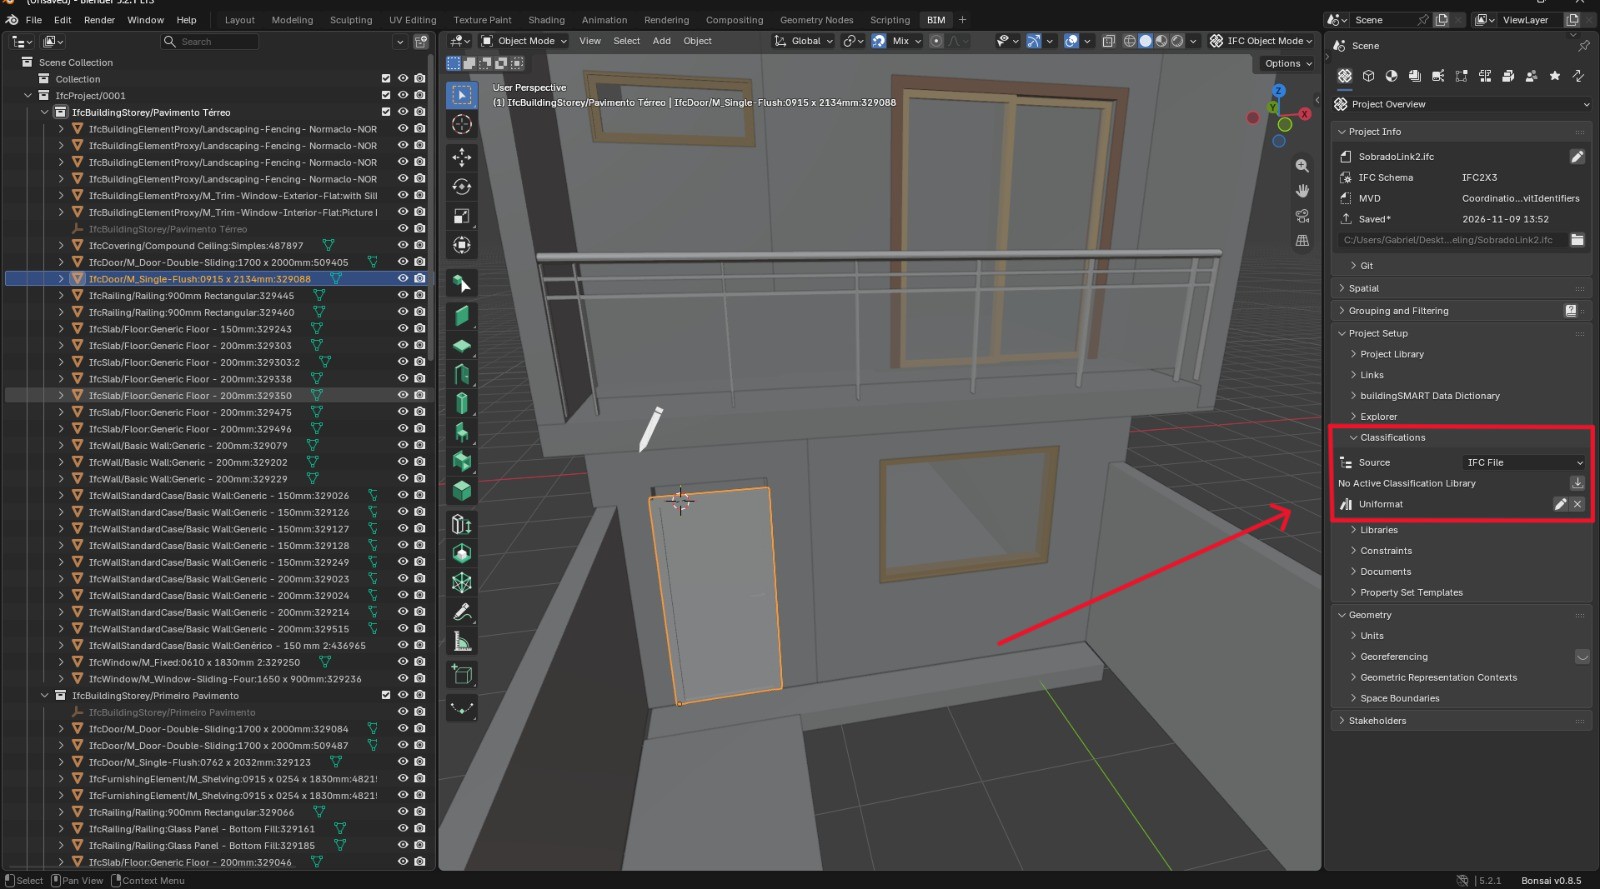 (Unsaved) - Blender 5.2.1 LTS
File Edit Render Window Help Layout Modeling Sculpting UV Editing Texture Paint Shading Animation Rendering Compositing Geometry Nodes Scripting BIM + Scene ViewLayer
Search
Object Mode View Select Add Object Global Mix IFC Object Mode
Options
Scene Collection
Collection
IfcProject/0001
IfcBuildingStorey/Pavimento Térreo
IfcBuildingElementProxy/Landscaping-Fencing- Normaclo-NOR
IfcBuildingElementProxy/Landscaping-Fencing- Normaclo-NOR
IfcBuildingElementProxy/Landscaping-Fencing- Normaclo-NOR
IfcBuildingElementProxy/Landscaping-Fencing- Normaclo-NOR
IfcBuildingElementProxy/M_Trim-Window-Exterior-Flat:with Sill
IfcBuildingElementProxy/M_Trim-Window-Interior-Flat:Picture
IfcBuildingStorey/Pavimento Térreo
IfcCovering/Compound Ceiling:Simples:487897
IfcDoor/M_Door-Double-Sliding:1700 x 2000mm:509405
IfcDoor/M_Single-Flush:0915 x 2134mm:329088
IfcRailing/Railing:900mm Rectangular:329445
IfcRailing/Railing:900mm Rectangular:329460
IfcSlab/Floor:Generic Floor - 150mm:329243
IfcSlab/Floor:Generic Floor - 200mm:329303
IfcSlab/Floor:Generic Floor - 200mm:329303:2
IfcSlab/Floor:Generic Floor - 200mm:329338
IfcSlab/Floor:Generic Floor - 200mm:329350
IfcSlab/Floor:Generic Floor - 200mm:329475
IfcSlab/Floor:Generic Floor - 200mm:329496
IfcWall/Basic Wall:Generic - 200mm:329079
IfcWall/Basic Wall:Generic - 200mm:329202
IfcWall/Basic Wall:Generic - 200mm:329229
IfcWallStandardCase/Basic Wall:Generic - 150mm:329026
IfcWallStandardCase/Basic Wall:Generic - 150mm:329126
IfcWallStandardCase/Basic Wall:Generic - 150mm:329127
IfcWallStandardCase/Basic Wall:Generic - 150mm:329128
IfcWallStandardCase/Basic Wall:Generic - 150mm:329249
IfcWallStandardCase/Basic Wall:Generic - 200mm:329023
IfcWallStandardCase/Basic Wall:Generic - 200mm:329024
IfcWallStandardCase/Basic Wall:Generic - 200mm:329214
IfcWallStandardCase/Basic Wall:Generic - 200mm:329515
IfcWallStandardCase/Basic Wall:Genérico - 150 mm 2:436965
IfcWindow/M_Fixed:0610 x 1830mm 2:329250
IfcWindow/M_Window-Sliding-Four:1650 x 900mm:329236
IfcBuildingStorey/Primeiro Pavimento
IfcBuildingStorey/Primeiro Pavimento
IfcDoor/M_Door-Double-Sliding:1700 x 2000mm:329084
IfcDoor/M_Door-Double-Sliding:1700 x 2000mm:509487
IfcDoor/M_Single-Flush:0762 x 2032mm:329123
IfcFurnishingElement/M_Shelving:0915 x 0254 x 1830mm:4821
IfcFurnishingElement/M_Shelving:0915 x 0254 x 1830mm:4821
IfcRailing/Railing:900mm Rectangular:329066
IfcRailing/Railing:Glass Panel - Bottom Fill:329161
IfcRailing/Railing:Glass Panel - Bottom Fill:329185
IfcSlab/Floor:Generic Floor - 200mm:329046
User Perspective
(1) IfcBuildingStorey/Pavimento Térreo | IfcDoor/M_Single-Flush:0915 x 2134mm:329088
Z
Y
X
Scene
Project Overview
Project Info
SobradoLink2.ifc
IFC Schema IFC2X3
MVD Coordinatio...vitIdentifiers
Saved* 2026-11-09 13:52
C:/Users/Gabriel/Deskt...eling/SobradoLink2.ifc
Git
Spatial
Grouping and Filtering
Project Setup
Project Library
Links
buildingSMART Data Dictionary
Explorer
Classifications
Source IFC File
No Active Classification Library
Uniformat
Libraries
Constraints
Documents
Property Set Templates
Geometry
Units
Georeferencing
Geometric Representation Contexts
Space Boundaries
Stakeholders
Select Pan View Context Menu
5.2.1 Bonsai v0.8.5